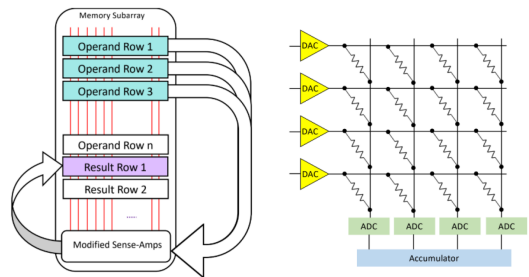 Memory Subarray
Operand Row 1
Operand Row 2
Operand Row 3
Operand Row n
Result Row 1
Result Row 2
.....
Modified Sense-Amps
DAC
DAC
DAC
DAC
ADC ADC ADC ADC
Accumulator